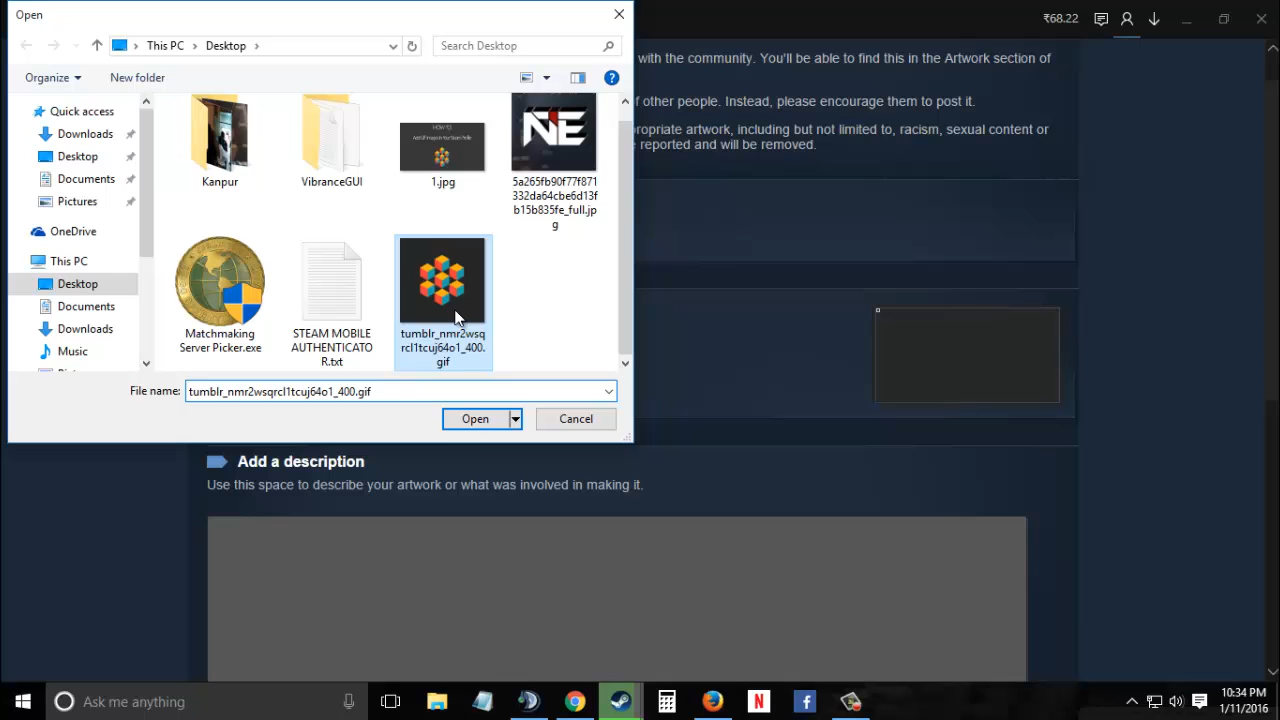 Open
₹68.22
This PC
Desktop
Search Desktop
Organize
New folder
with the community. You'll be able to find this in the Artwork section of
of other people. Instead, please encourage them to post it.
ropriate artwork, including but not limited to, racism, sexual content or
e reported and will be removed.
Quick access
Downloads
Desktop
Documents
Pictures
OneDrive
This PC
Desktop
Documents
Downloads
Music
Kanpur
VibranceGUI
HOW TO
1.jpg
NE
5a265fb90f77f871
332da64cbe6d13f
b15b835fe_full.jp
g
Matchmaking
Server Picker.exe
STEAM MOBILE
AUTHENTICATO
R.txt
tumblr_nmr2wsq
rcl1tcuj64o1_400.
gif
File name:
tumblr_nmr2wsqrcl1tcuj64o1_400.gif
Open
Cancel
Add a description
Use this space to describe your artwork or what was involved in making it.
Ask me anything
N
f
10:34 PM
1/11/2016